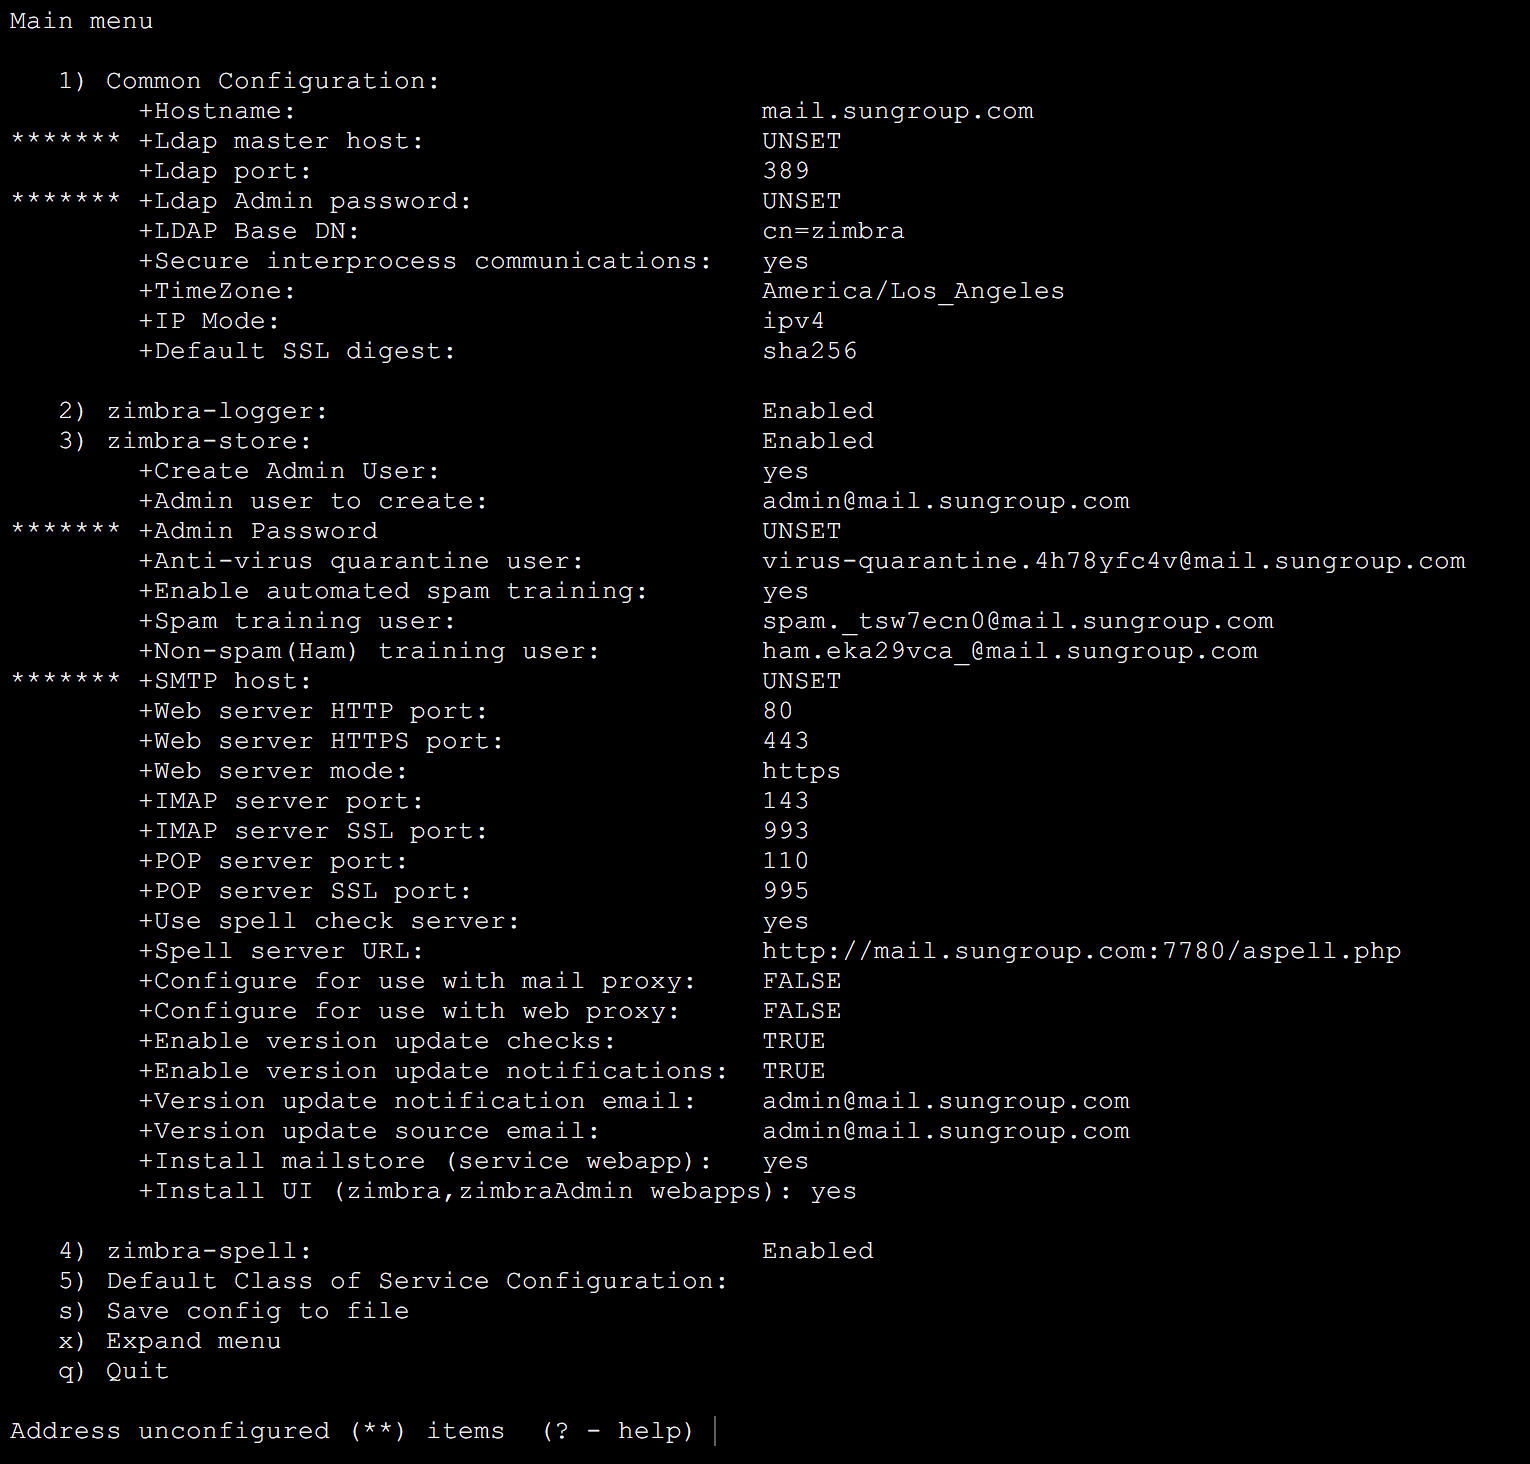 Main menu
1) Common Configuration:
+Hostname: mail.sungroup.com
******* +Ldap master host: UNSET
+Ldap port: 389
******* +Ldap Admin password: UNSET
+LDAP Base DN: cn=zimbra
+Secure interprocess communications: yes
+TimeZone: America/Los_Angeles
+IP Mode: ipv4
+Default SSL digest: sha256
2) zimbra-logger: Enabled
3) zimbra-store: Enabled
+Create Admin User: yes
+Admin user to create: admin@mail.sungroup.com
******* +Admin Password UNSET
+Anti-virus quarantine user: virus-quarantine.4h78yfc4v@mail.sungroup.com
+Enable automated spam training: yes
+Spam training user: spam._tsw7ecn0@mail.sungroup.com
+Non-spam(Ham) training user: ham.eka29vca_@mail.sungroup.com
******* +SMTP host: UNSET
+Web server HTTP port: 80
+Web server HTTPS port: 443
+Web server mode: https
+IMAP server port: 143
+IMAP server SSL port: 993
+POP server port: 110
+POP server SSL port: 995
+Use spell check server: yes
+Spell server URL: http://mail.sungroup.com:7780/aspell.php
+Configure for use with mail proxy: FALSE
+Configure for use with web proxy: FALSE
+Enable version update checks: TRUE
+Enable version update notifications: TRUE
+Version update notification email: admin@mail.sungroup.com
+Version update source email: admin@mail.sungroup.com
+Install mailstore (service webapp): yes
+Install UI (zimbra,zimbraAdmin webapps): yes
4) zimbra-spell: Enabled
5) Default Class of Service Configuration:
s) Save config to file
x) Expand menu
q) Quit
Address unconfigured (**) items (? - help)